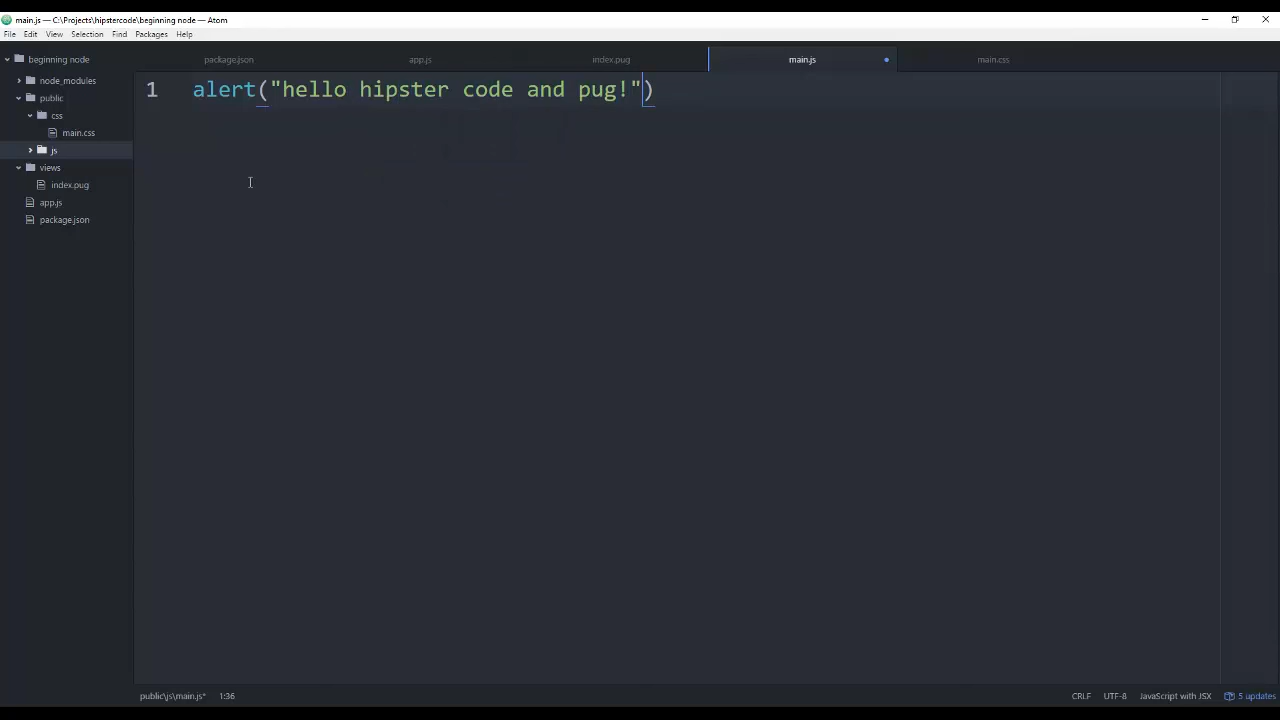 main.js — C:\Projects\hipstercode\beginning node — Atom
File Edit View Selection Find Packages Help
beginning node
node_modules
public
css
main.css
js
views
index.pug
app.js
package.json
package.json app.js index.pug main.js main.css
1 alert("hello hipster code and pug!")
public\js\main.js* 1:36 CRLF UTF-8 JavaScript with JSX 5 updates